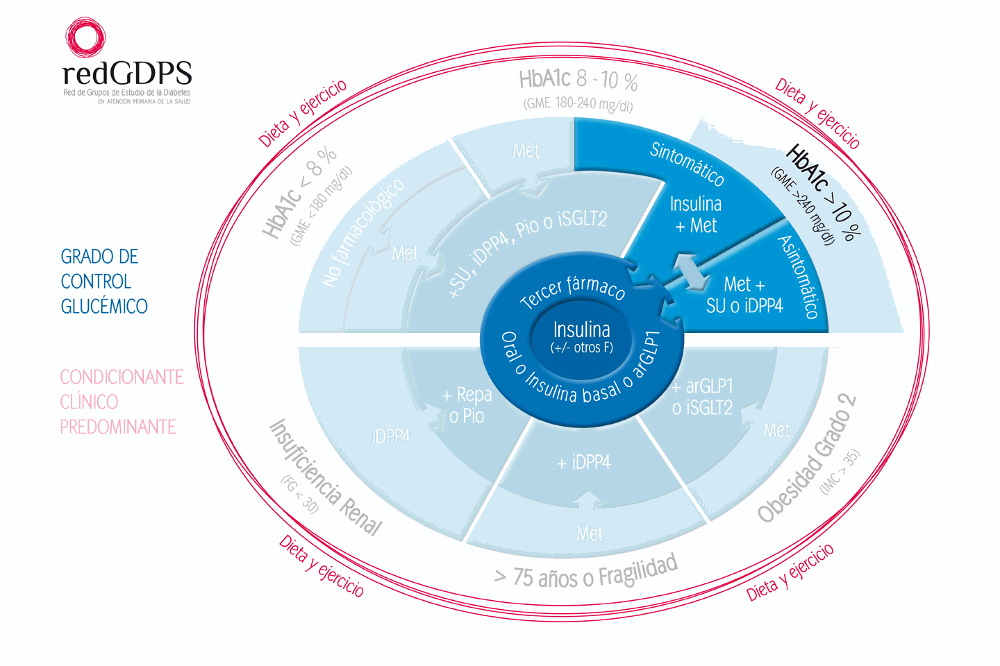 redGDPS
Red de Grupos de Estudio de la Diabetes
EN ATENCIÓN PRIMARIA DE LA SALUD
Dieta y ejercicio
Dieta y ejercicio
HbA1c 8 - 10 %
(GME 180-240 mg/dl)
HbA1c < 8 %
(GME <180 mg/dl)
HbA1c > 10 %
(GME >240 mg/dl)
No farmacológico
Met
Met
+SU, iDPP4, Pio o iSGLT2
Sintomático
Insulina
+ Met
Asintomático
Met +
SU o iDPP4
GRADO DE
CONTROL
GLUCÉMICO
Tercer fármaco
Insulina
(+/- otros F)
Oral o Insulina basal o arGLP1
CONDICIONANTE
CLÍNICO
PREDOMINANTE
+ Repa
o Pio
iDPP4
Insuficiencia Renal
(FG < 30)
+ iDPP4
Met
> 75 años o Fragilidad
+ arGLP1
o iSGLT2
Met
Obesidad Grado 2
(IMC > 35)
Dieta y ejercicio
Dieta y ejercicio